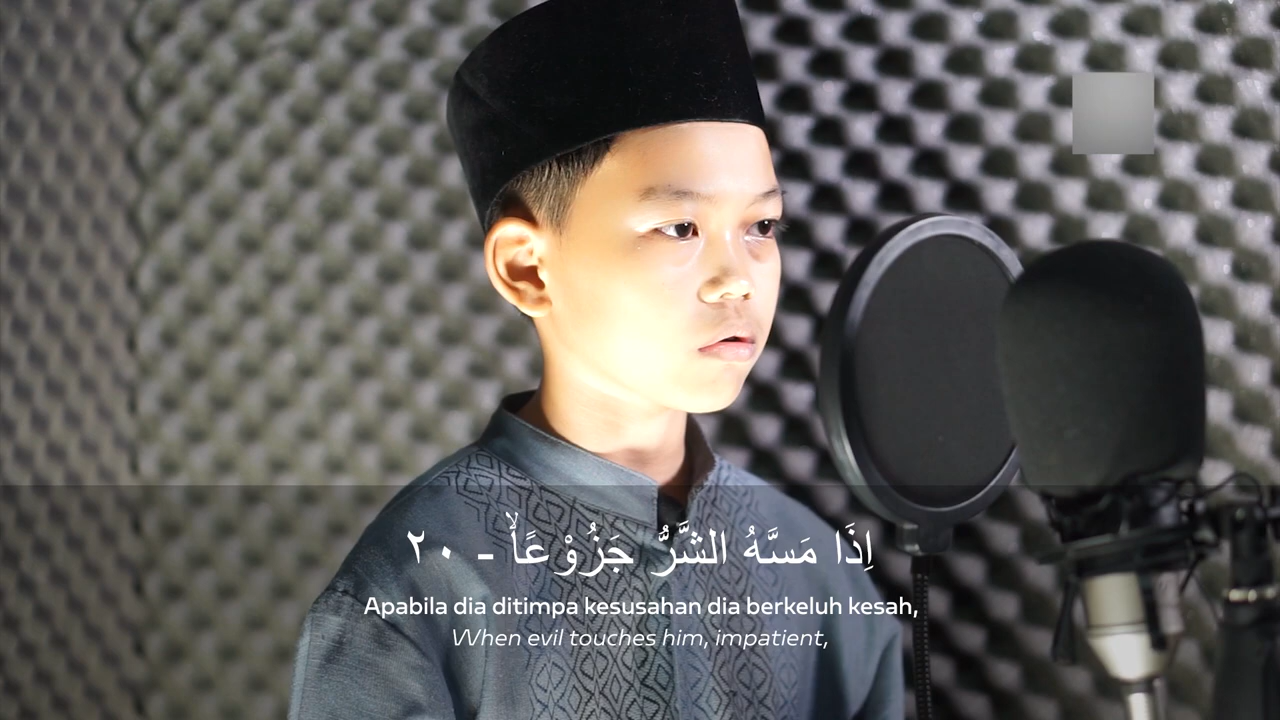 اِذَا مَسَّهُ الشَّرُّ جَزُوْعًاۙ - ٢٠
Apabila dia ditimpa kesusahan dia berkeluh kesah,
When evil touches him, impatient,